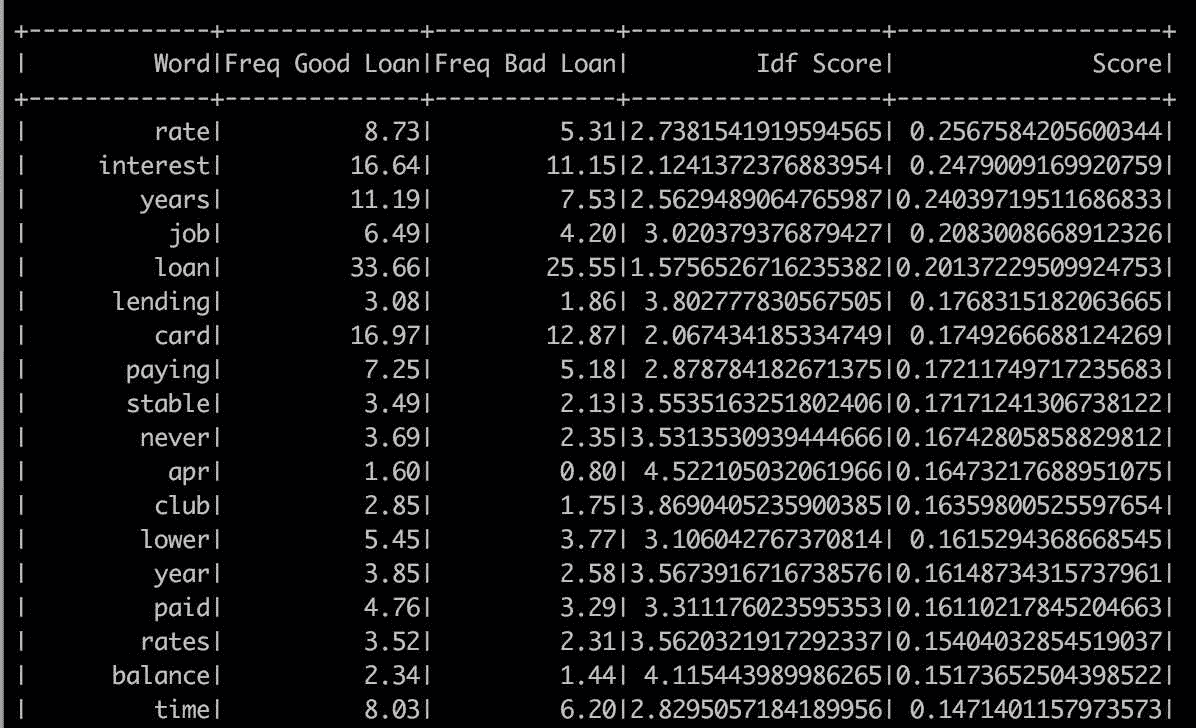 +-------------+--------------+-------------+------------------+-------------------+
|         Word|Freq Good Loan|Freq Bad Loan|         Idf Score|              Score|
+-------------+--------------+-------------+------------------+-------------------+
|         rate|          8.73|         5.31|2.7381541919594565| 0.2567584205600344|
|     interest|         16.64|        11.15|2.1241372376883954| 0.2479009169920759|
|        years|         11.19|         7.53|2.5629489064765987|0.24039719511686833|
|          job|          6.49|         4.20| 3.020379376879427| 0.2083008668912326|
|         loan|         33.66|        25.55|1.5756526716235382|0.20137229509924753|
|      lending|          3.08|         1.86| 3.802777830567505| 0.1768315182063665|
|         card|         16.97|        12.87| 2.067434185334749| 0.1749266688124269|
|       paying|          7.25|         5.18| 2.878784182671375|0.17211749717235683|
|       stable|          3.49|         2.13|3.5535163251802406|0.17171241306738122|
|        never|          3.69|         2.35|3.5313530939444666|0.16742805858829812|
|          apr|          1.60|         0.80| 4.522105032061966|0.16473217688951075|
|         club|          2.85|         1.75|3.8690405235900385|0.16359800525597654|
|        lower|          5.45|         3.77| 3.106042767370814| 0.1615294368668545|
|         year|          3.85|         2.58|3.5673916716738576|0.16148734315737961|
|         paid|          4.76|         3.29| 3.311176023595353|0.16110217845204663|
|        rates|          3.52|         2.31|3.5620321917292337|0.15404032854519037|
|      balance|          2.34|         1.44| 4.115443989986265|0.15173652504398522|
|         time|          8.03|         6.20|2.8295057184189956| 0.1471401157973573|